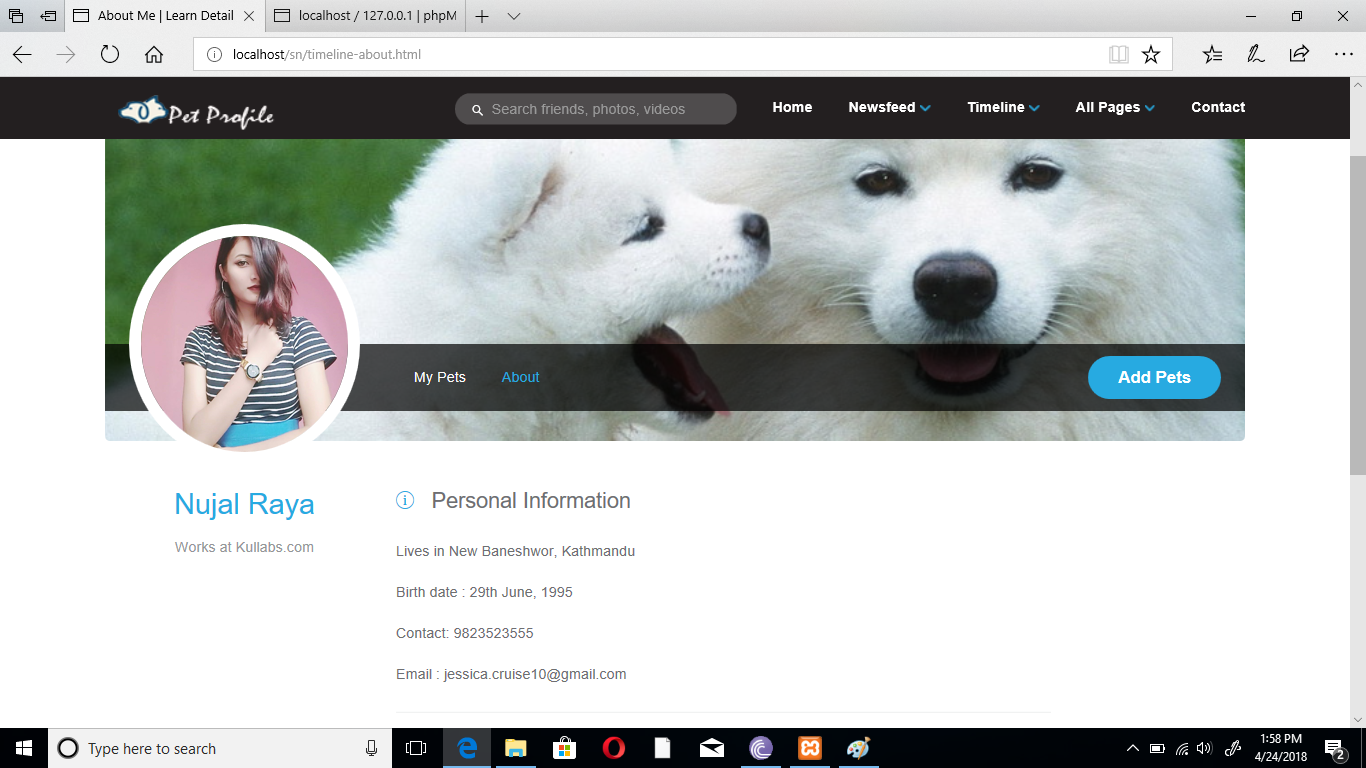 About Me | Learn Detail
localhost / 127.0.0.1 | phpM
localhost/sn/timeline-about.html
Pet Profile
Search friends, photos, videos
Home
Newsfeed
Timeline
All Pages
Contact
My Pets
About
Add Pets
Nujal Raya
Works at Kullabs.com
Personal Information
Lives in New Baneshwor, Kathmandu
Birth date : 29th June, 1995
Contact: 9823523555
Email : jessica.cruise10@gmail.com
Type here to search
1:58 PM
4/24/2018
2